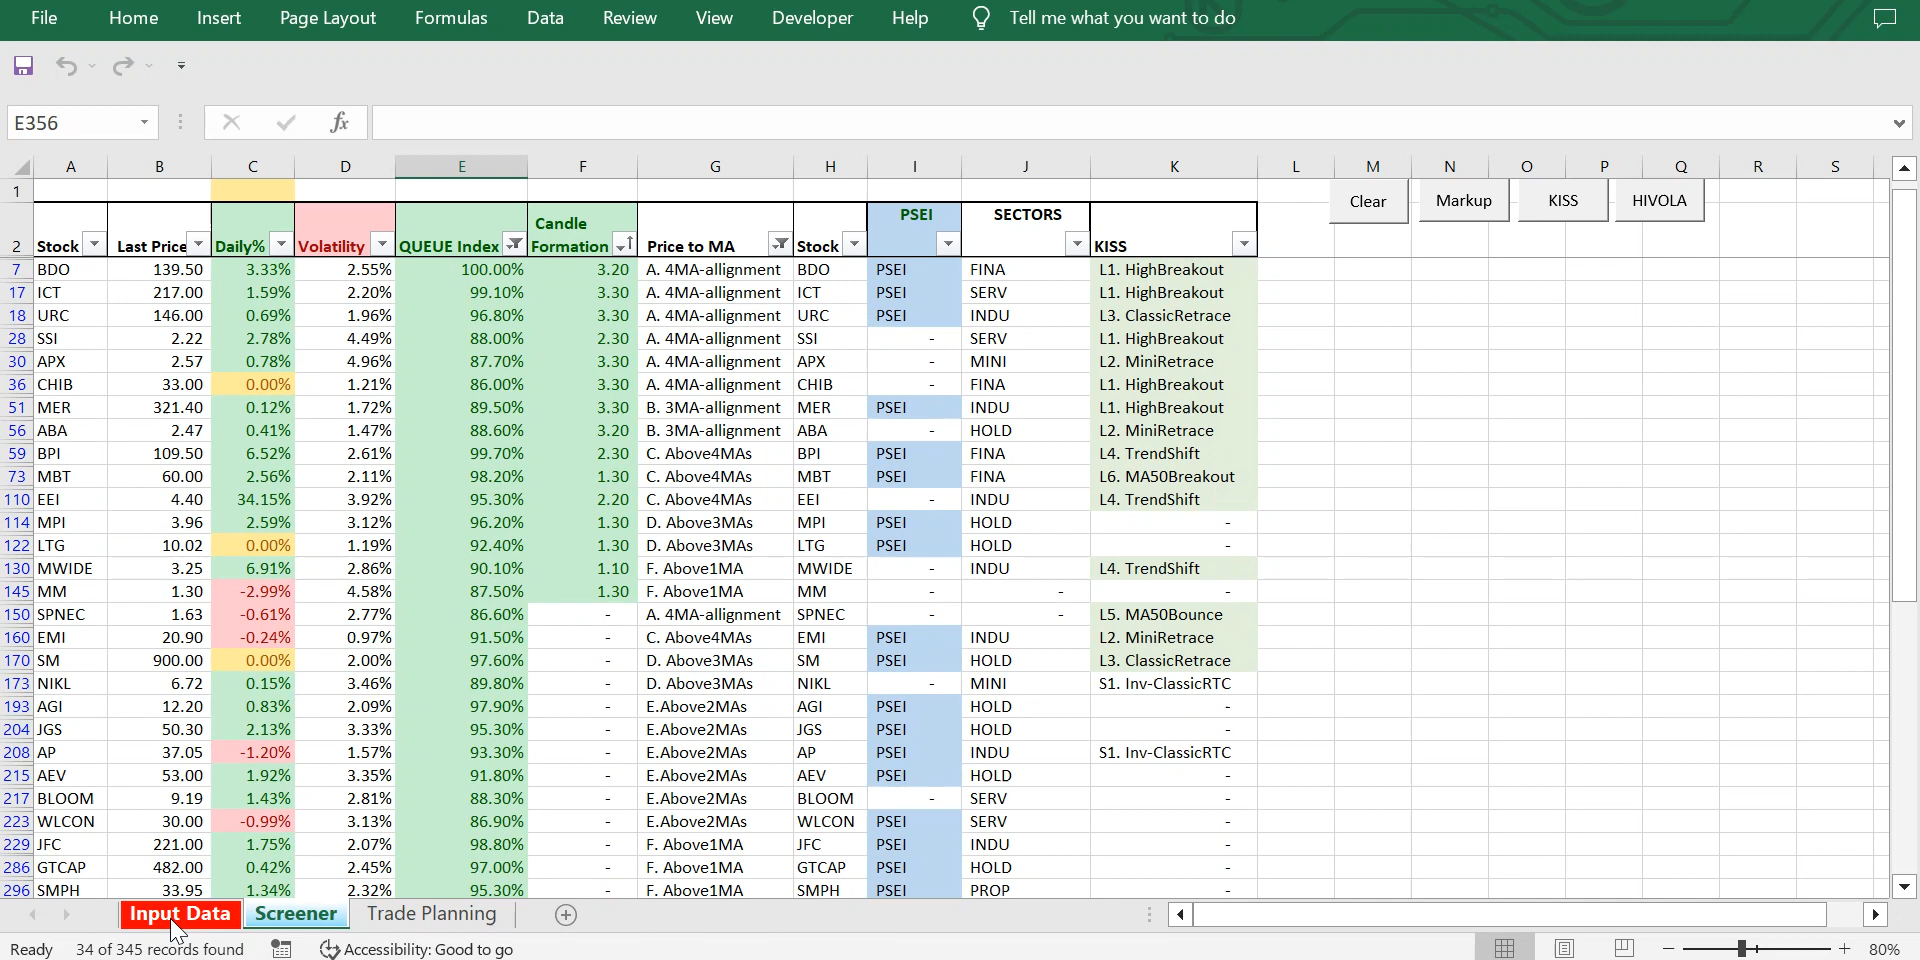 File Home Insert Page Layout Formulas Data Review View Developer Help Tell me what you want to do
E356 fx
A B C D E F G H I J K L M N O P Q R S
1
Clear Markup KISS HIVOLA
2 Stock Last Price Daily% Volatility QUEUE Index Candle Formation Price to MA Stock PSEI SECTORS KISS
7 BDO 139.50 3.33% 2.55% 100.00% 3.20 A. 4MA-allignment BDO PSEI FINA L1. HighBreakout
17 ICT 217.00 1.59% 2.20% 99.10% 3.30 A. 4MA-allignment ICT PSEI SERV L1. HighBreakout
18 URC 146.00 0.69% 1.96% 96.80% 3.30 A. 4MA-allignment URC PSEI INDU L3. ClassicRetrace
28 SSI 2.22 2.78% 4.49% 88.00% 2.30 A. 4MA-allignment SSI - SERV L1. HighBreakout
30 APX 2.57 0.78% 4.96% 87.70% 3.30 A. 4MA-allignment APX - MINI L2. MiniRetrace
36 CHIB 33.00 0.00% 1.21% 86.00% 3.30 A. 4MA-allignment CHIB - FINA L1. HighBreakout
51 MER 321.40 0.12% 1.72% 89.50% 3.30 B. 3MA-allignment MER PSEI INDU L1. HighBreakout
56 ABA 2.47 0.41% 1.47% 88.60% 3.20 B. 3MA-allignment ABA - HOLD L2. MiniRetrace
59 BPI 109.50 6.52% 2.61% 99.70% 2.30 C. Above4MAs BPI PSEI FINA L4. TrendShift
73 MBT 60.00 2.56% 2.11% 98.20% 1.30 C. Above4MAs MBT PSEI FINA L6. MA50Breakout
110 EEI 4.40 34.15% 3.92% 95.30% 2.20 C. Above4MAs EEI - INDU L4. TrendShift
114 MPI 3.96 2.59% 3.12% 96.20% 1.30 D. Above3MAs MPI PSEI HOLD -
122 LTG 10.02 0.00% 1.19% 92.40% 1.30 D. Above3MAs LTG PSEI HOLD -
130 MWIDE 3.25 6.91% 2.86% 90.10% 1.10 F. Above1MA MWIDE - INDU L4. TrendShift
145 MM 1.30 -2.99% 4.58% 87.50% 1.30 F. Above1MA MM - - -
150 SPNEC 1.63 -0.61% 2.77% 86.60% - A. 4MA-allignment SPNEC - - L5. MA50Bounce
160 EMI 20.90 -0.24% 0.97% 91.50% - C. Above4MAs EMI PSEI INDU L2. MiniRetrace
170 SM 900.00 0.00% 2.00% 97.60% - D. Above3MAs SM PSEI HOLD L3. ClassicRetrace
173 NIKL 6.72 0.15% 3.46% 89.80% - D. Above3MAs NIKL - MINI S1. Inv-ClassicRTC
193 AGI 12.20 0.83% 2.09% 97.90% - E.Above2MAs AGI PSEI HOLD -
204 JGS 50.30 2.13% 3.33% 95.30% - E.Above2MAs JGS PSEI HOLD -
208 AP 37.05 -1.20% 1.57% 93.30% - E.Above2MAs AP PSEI INDU S1. Inv-ClassicRTC
215 AEV 53.00 1.92% 3.35% 91.80% - E.Above2MAs AEV PSEI HOLD -
217 BLOOM 9.19 1.43% 2.81% 88.30% - E.Above2MAs BLOOM - SERV -
223 WLCON 30.00 -0.99% 3.13% 86.90% - E.Above2MAs WLCON PSEI SERV -
229 JFC 221.00 1.75% 2.07% 98.80% - F. Above1MA JFC PSEI INDU -
286 GTCAP 482.00 0.42% 2.45% 97.00% - F. Above1MA GTCAP PSEI HOLD -
296 SMPH 33.95 1.34% 2.32% 95.30% - F. Above1MA SMPH PSEI PROP -
Input Data Screener Trade Planning
Ready 34 of 345 records found Accessibility: Good to go 80%